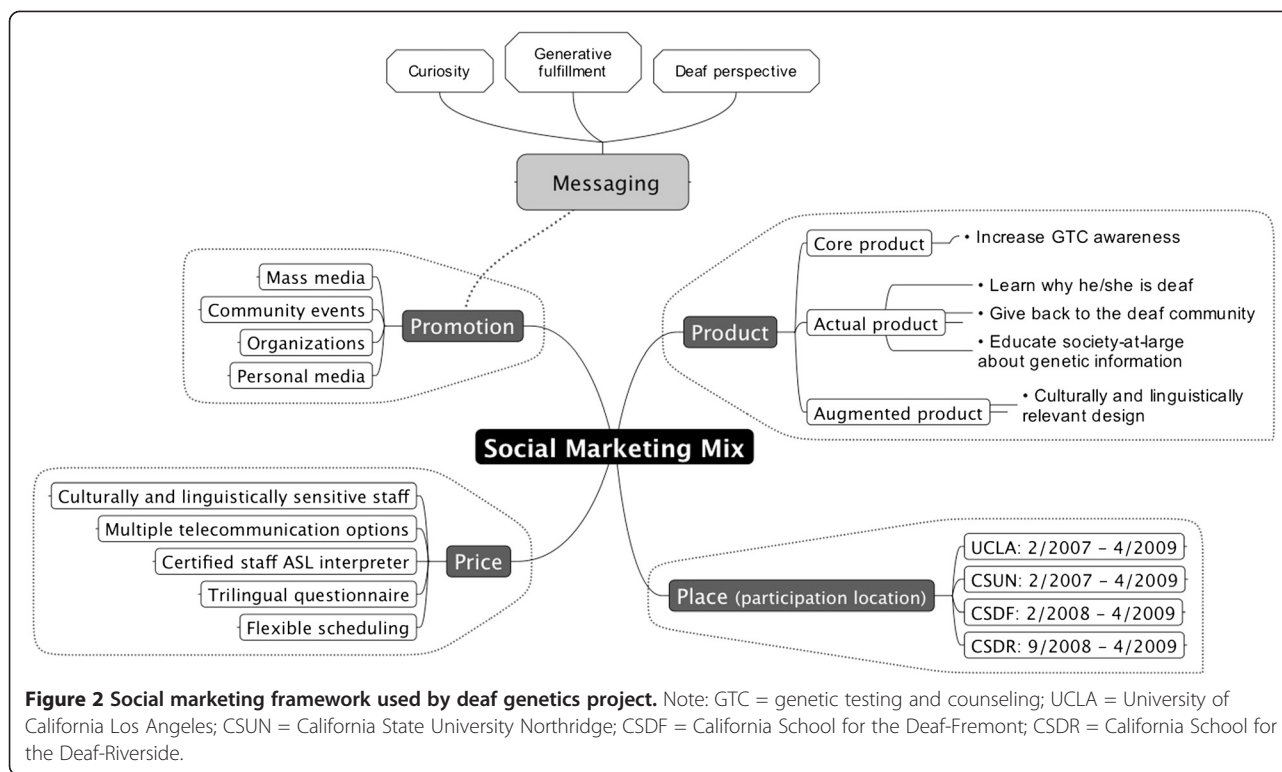 Curiosity
Generative
fulfillment
Deaf perspective
Messaging
Mass media
Community events
Organizations
Personal media
Promotion
Product
Core product
• Increase GTC awareness
Actual product
• Learn why he/she is deaf
• Give back to the deaf community
• Educate society-at-large
about genetic information
Augmented product
• Culturally and linguistically
relevant design
Social Marketing Mix
Culturally and linguistically sensitive staff
Multiple telecommunication options
Certified staff ASL interpreter
Trilingual questionnaire
Flexible scheduling
Price
Place (participation location)
UCLA: 2/2007 – 4/2009
CSUN: 2/2007 – 4/2009
CSDF: 2/2008 – 4/2009
CSDR: 9/2008 – 4/2009
Figure 2 Social marketing framework used by deaf genetics project. Note: GTC = genetic testing and counseling; UCLA = University of
California Los Angeles; CSUN = California State University Northridge; CSDF = California School for the Deaf-Fremont; CSDR = California School for
the Deaf-Riverside.